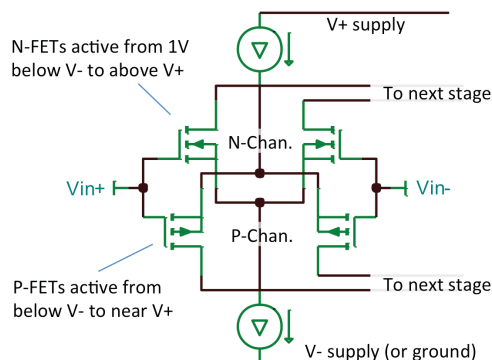 V+ supply
N-FETs active from 1V
below V- to above V+
To next stage
N-Chan.
Vin+
Vin-
P-Chan.
P-FETs active from
below V- to near V+
To next stage
V- supply (or ground)